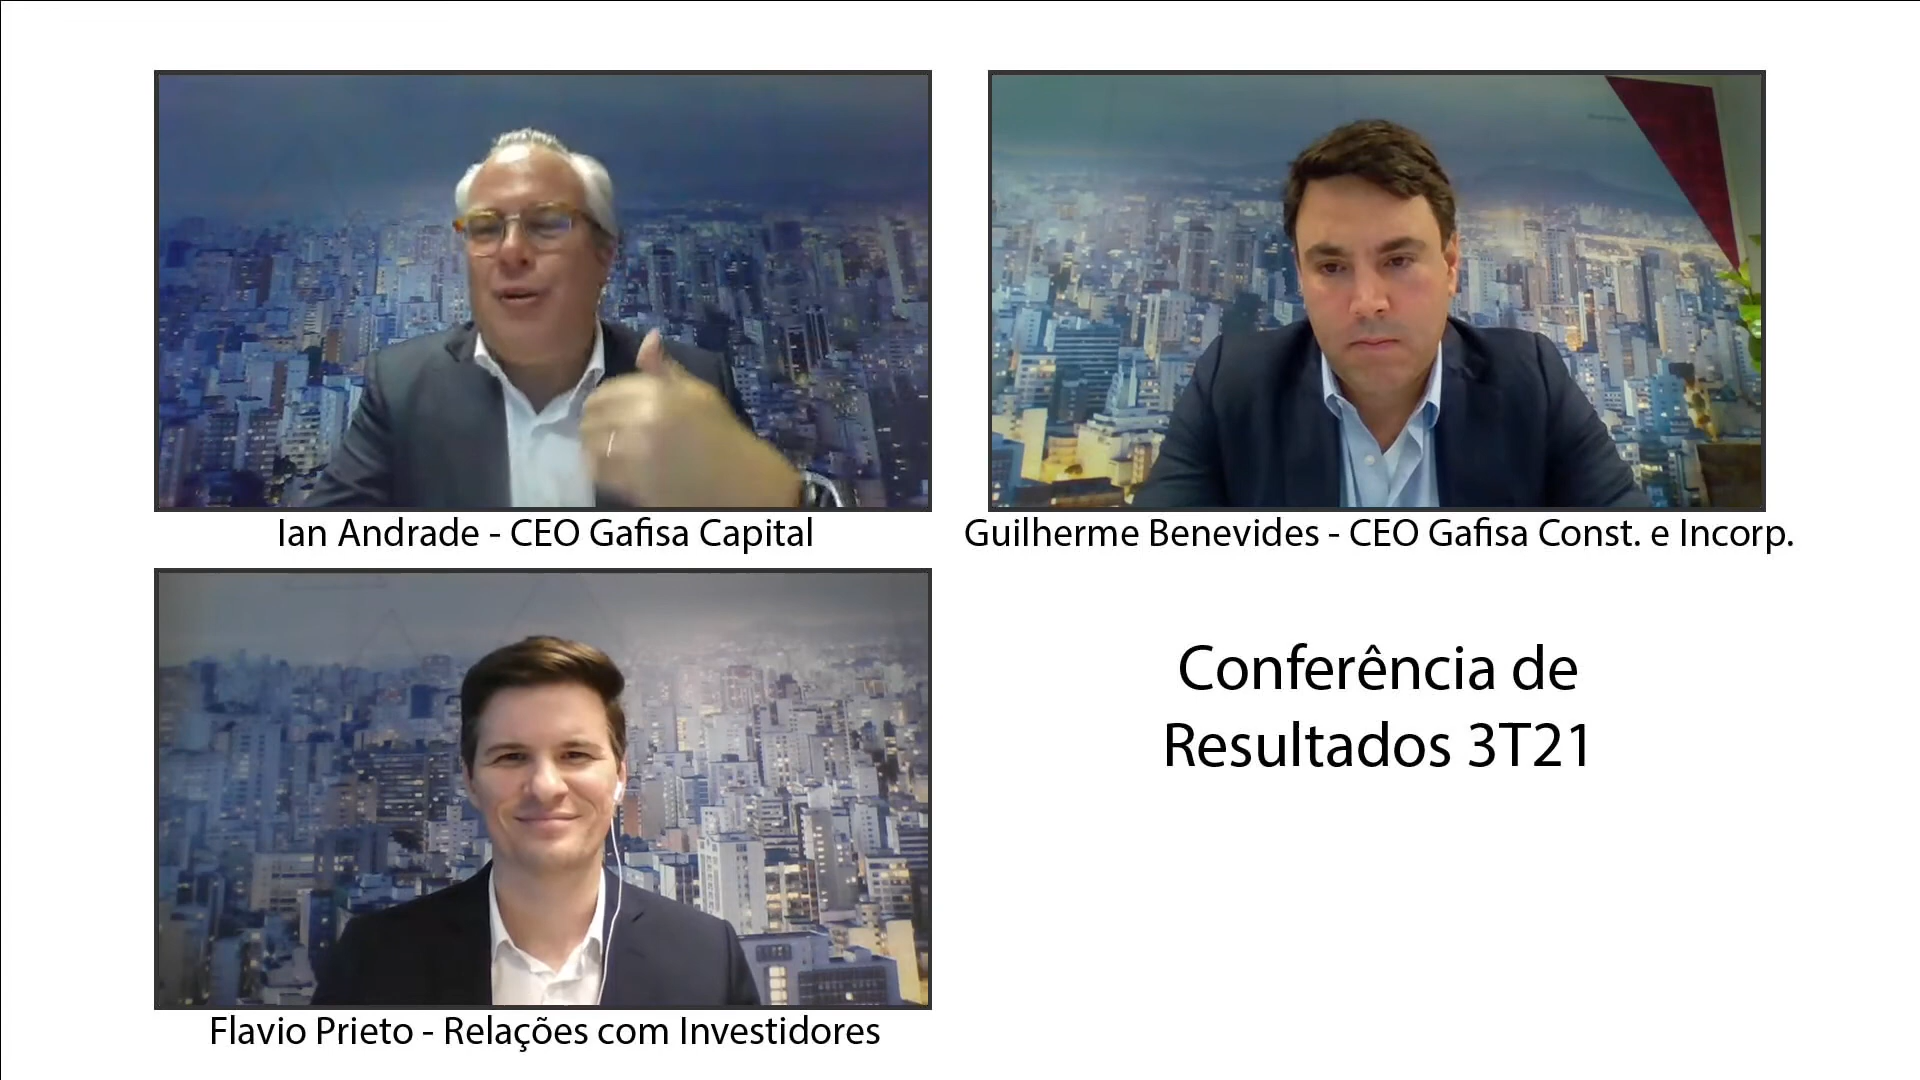 Ian Andrade - CEO Gafisa Capital
Guilherme Benevides - CEO Gafisa Const. e Incorp.
Flavio Prieto - Relações com Investidores
Conferência de
Resultados 3T21